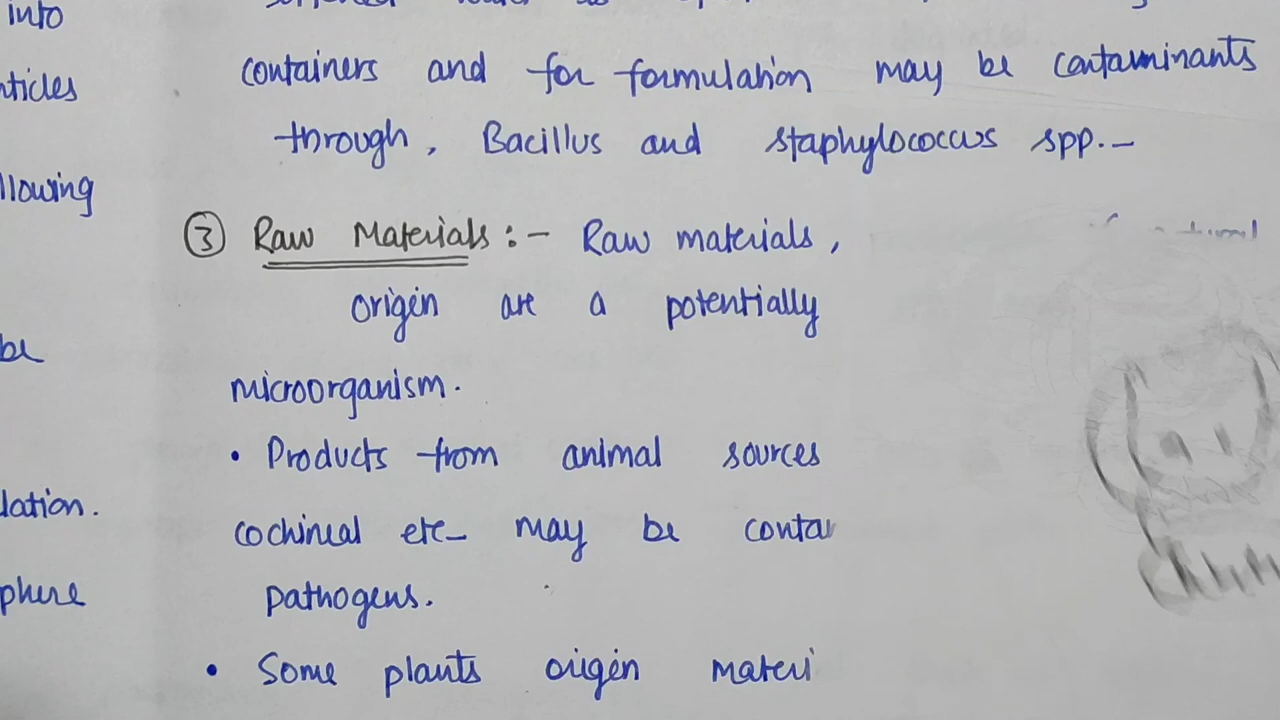 into
containers and for formulation may be contaminants
through, Bacillus and staphylococcus spp.-
llowing
③ Raw Materials :- Raw materials,
origin are a potentially
be
microorganism.
• Products from animal sources
lation.
cochineal etc- may be conta
phere
pathogens.
• Some plants origin materi